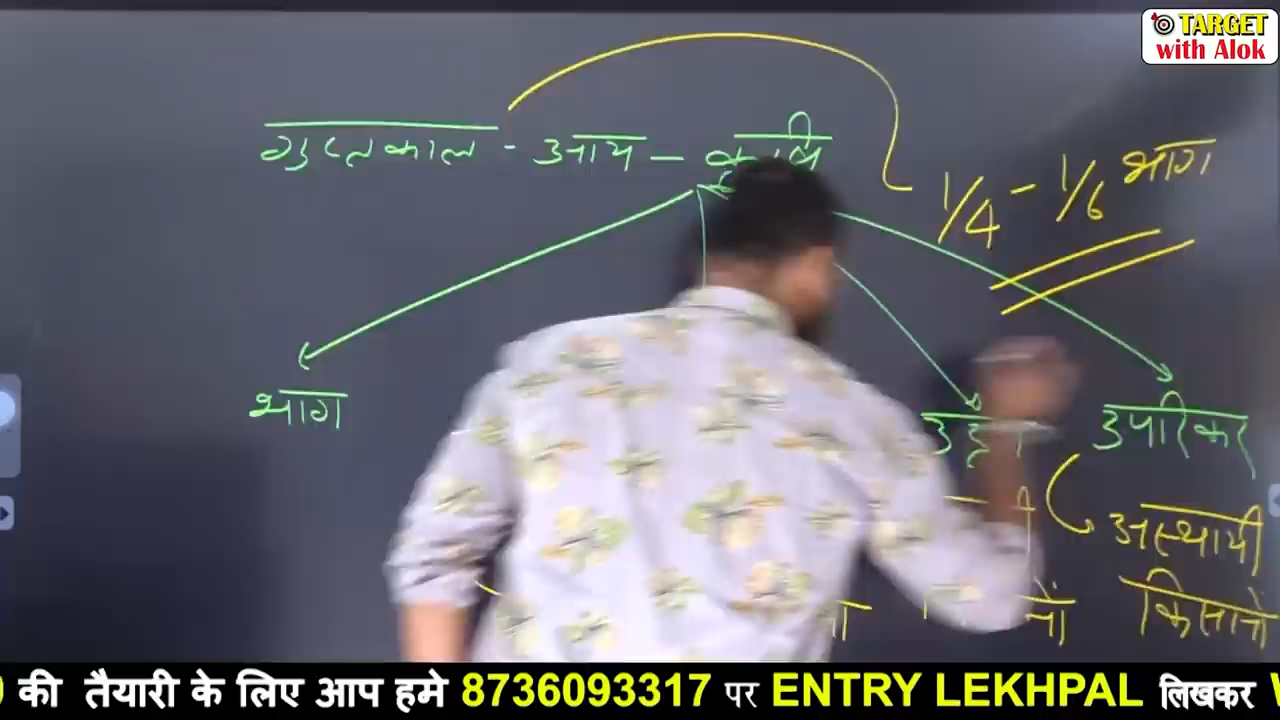 TARGET
with Alok
गुप्तकाल - आय - कृषि
1/4 - 1/6 भाग
भाग
उपरिकर
अस्थायी
किसानों
की तैयारी के लिए आप हमे 8736093317 पर ENTRY LEKHPAL लिखकर